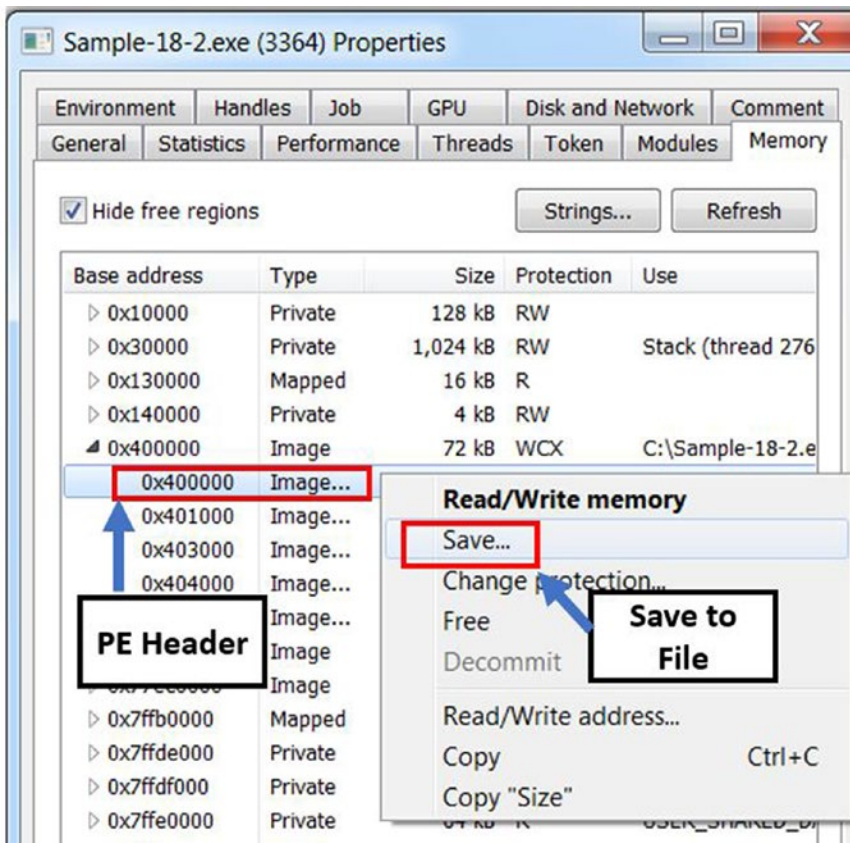 Sample-18-2.exe (3364) Properties
Environment Handles Job GPU Disk and Network Comment
General Statistics Performance Threads Token Modules Memory
Hide free regions Strings... Refresh
Base address Type Size Protection Use
0x10000 Private 128 kB RW
0x30000 Private 1,024 kB RW Stack (thread 276
0x130000 Mapped 16 kB R
0x140000 Private 4 kB RW
0x400000 Image 72 kB WCX C:\Sample-18-2.e
0x400000 Image...
0x401000 Image...
0x403000 Image...
0x404000 Image...
Image...
Image
Image
0x7ffb0000 Mapped
0x7ffde000 Private
0x7ffdf000 Private
0x7ffe0000 Private 64 kB R
Read/Write memory
Save...
Change protection...
Free
Decommit
Read/Write address...
Copy Ctrl+C
Copy "Size"
PE Header
Save to
File